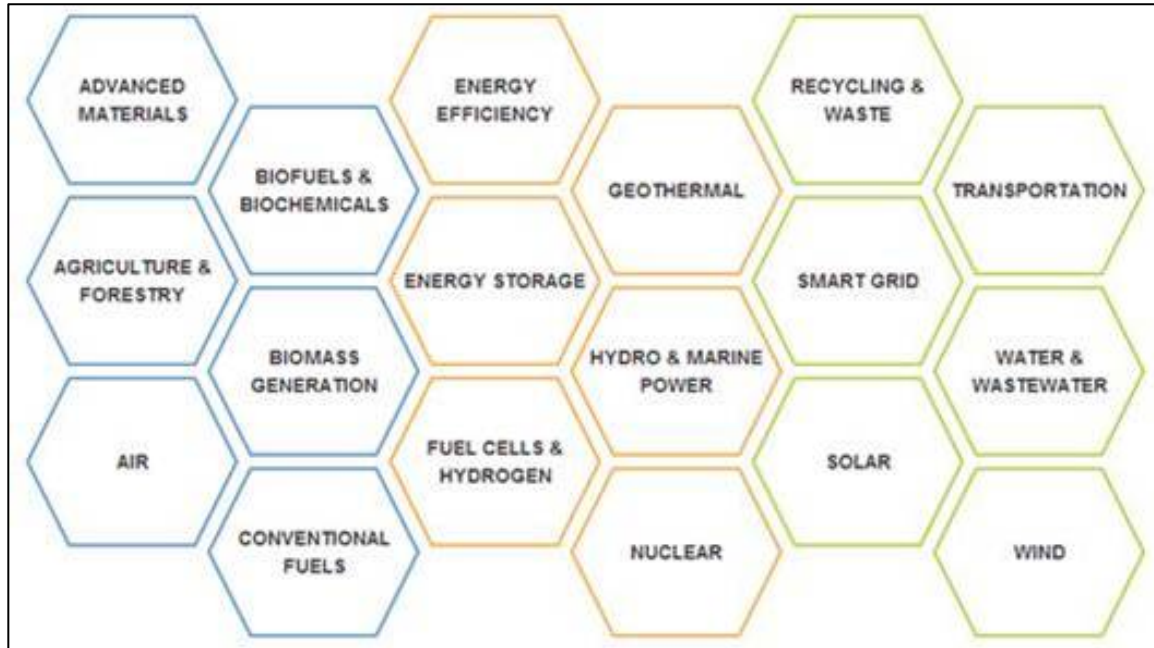 ADVANCED
MATERIALS
AGRICULTURE &
FORESTRY
AIR
BIOFUELS &
BIOCHEMICALS
BIOMASS
GENERATION
CONVENTIONAL
FUELS
ENERGY
EFFICIENCY
ENERGY STORAGE
FUEL CELLS &
HYDROGEN
GEOTHERMAL
HYDRO & MARINE
POWER
NUCLEAR
RECYCLING &
WASTE
SMART GRID
SOLAR
TRANSPORTATION
WATER &
WASTEWATER
WIND